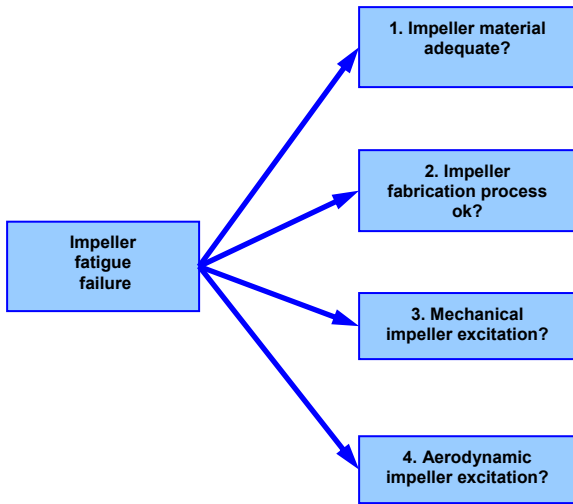 1. Impeller material
adequate?
2. Impeller
fabrication process
ok?
Impeller
fatigue
failure
3. Mechanical
impeller excitation?
4. Aerodynamic
impeller excitation?